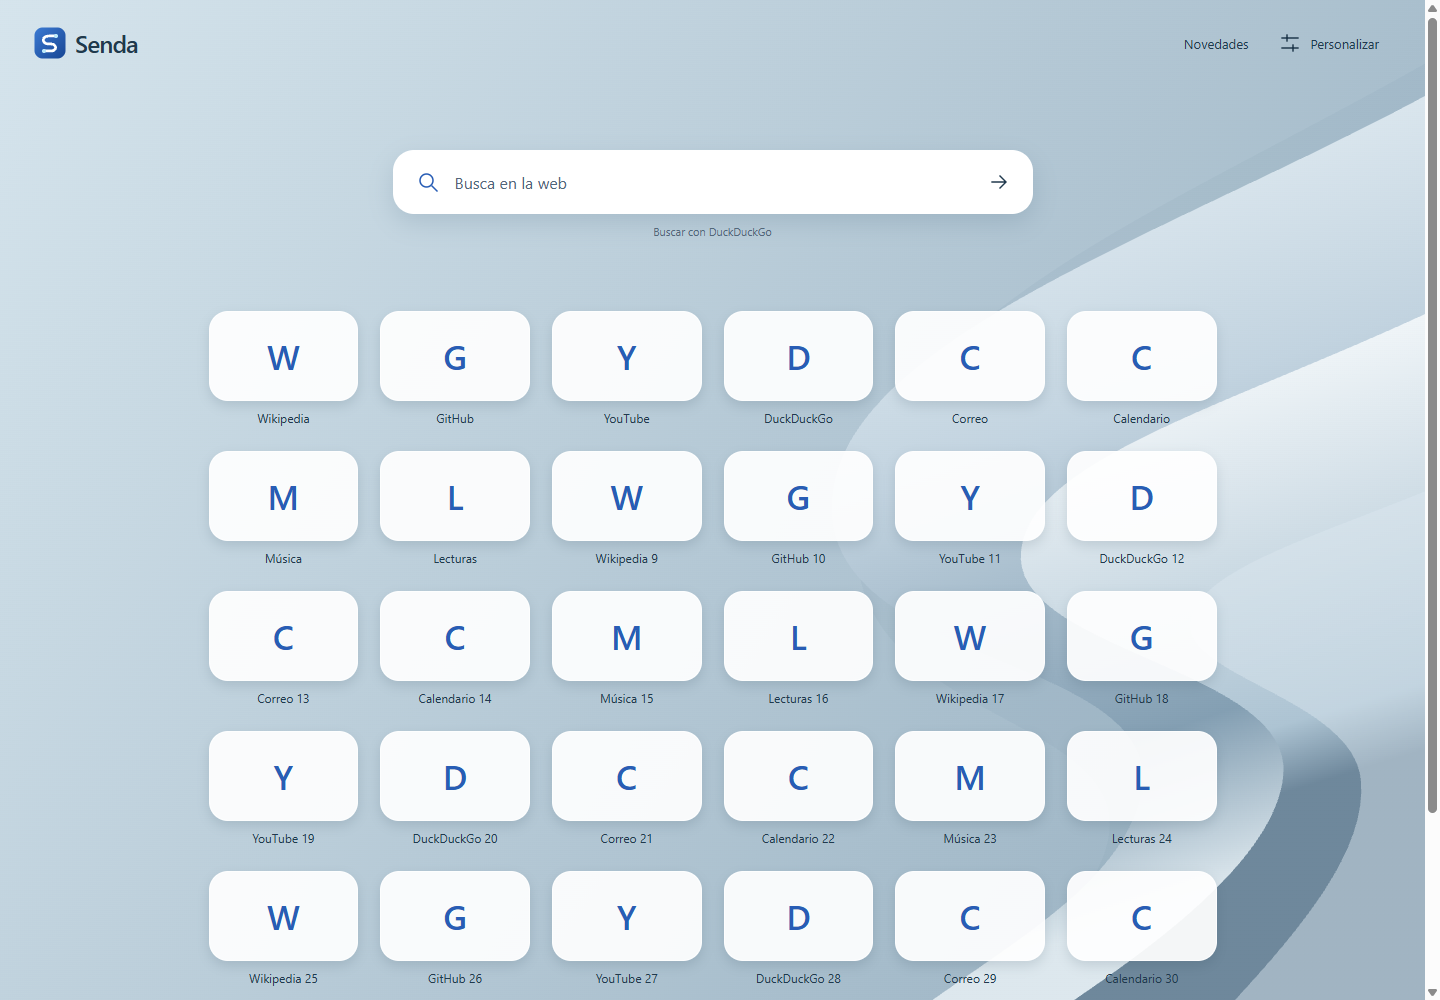 Senda
Novedades
Personalizar
Busca en la web
Buscar con DuckDuckGo
W G Y D C C
Wikipedia GitHub YouTube DuckDuckGo Correo Calendario
M L W G Y D
Música Lecturas Wikipedia 9 GitHub 10 YouTube 11 DuckDuckGo 12
C C M L W G
Correo 13 Calendario 14 Música 15 Lecturas 16 Wikipedia 17 GitHub 18
Y D C C M L
YouTube 19 DuckDuckGo 20 Correo 21 Calendario 22 Música 23 Lecturas 24
W G Y D C C
Wikipedia 25 GitHub 26 YouTube 27 DuckDuckGo 28 Correo 29 Calendario 30